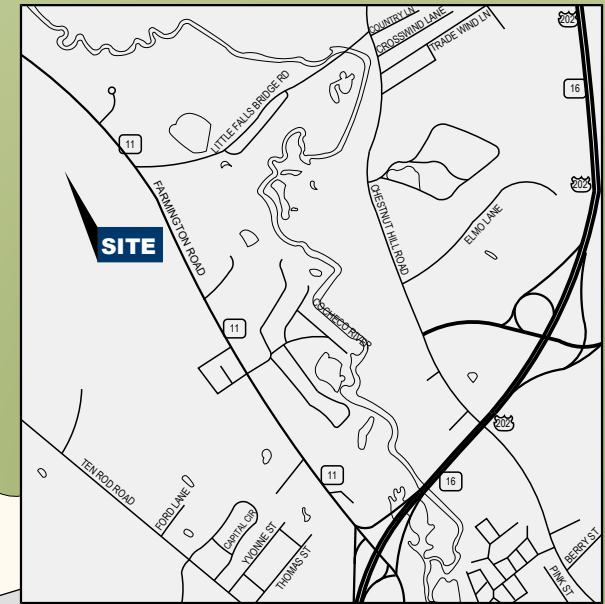 COUNTRY LN
CROSSWIND LANE
TRADE WIND LN
202
16
LITTLE FALLS BRIDGE RD
11
202
FARMINGTON ROAD
CHESTNUT HILL ROAD
ELMO LANE
SITE
COCHECO RIVER
11
202
11
16
TEN ROD ROAD
FORD LANE
CAPITAL CIR
YVONNE ST
THOMAS ST
BERRY ST
PINK ST